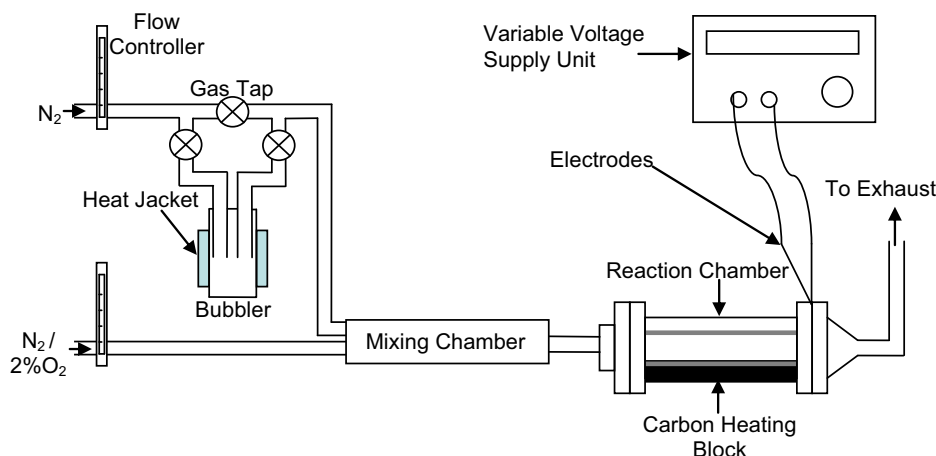 Flow
Controller
Gas Tap
N₂
Heat Jacket
Bubbler
N₂ /
2%O₂
Mixing Chamber
Variable Voltage
Supply Unit
Electrodes
To Exhaust
Reaction Chamber
Carbon Heating
Block